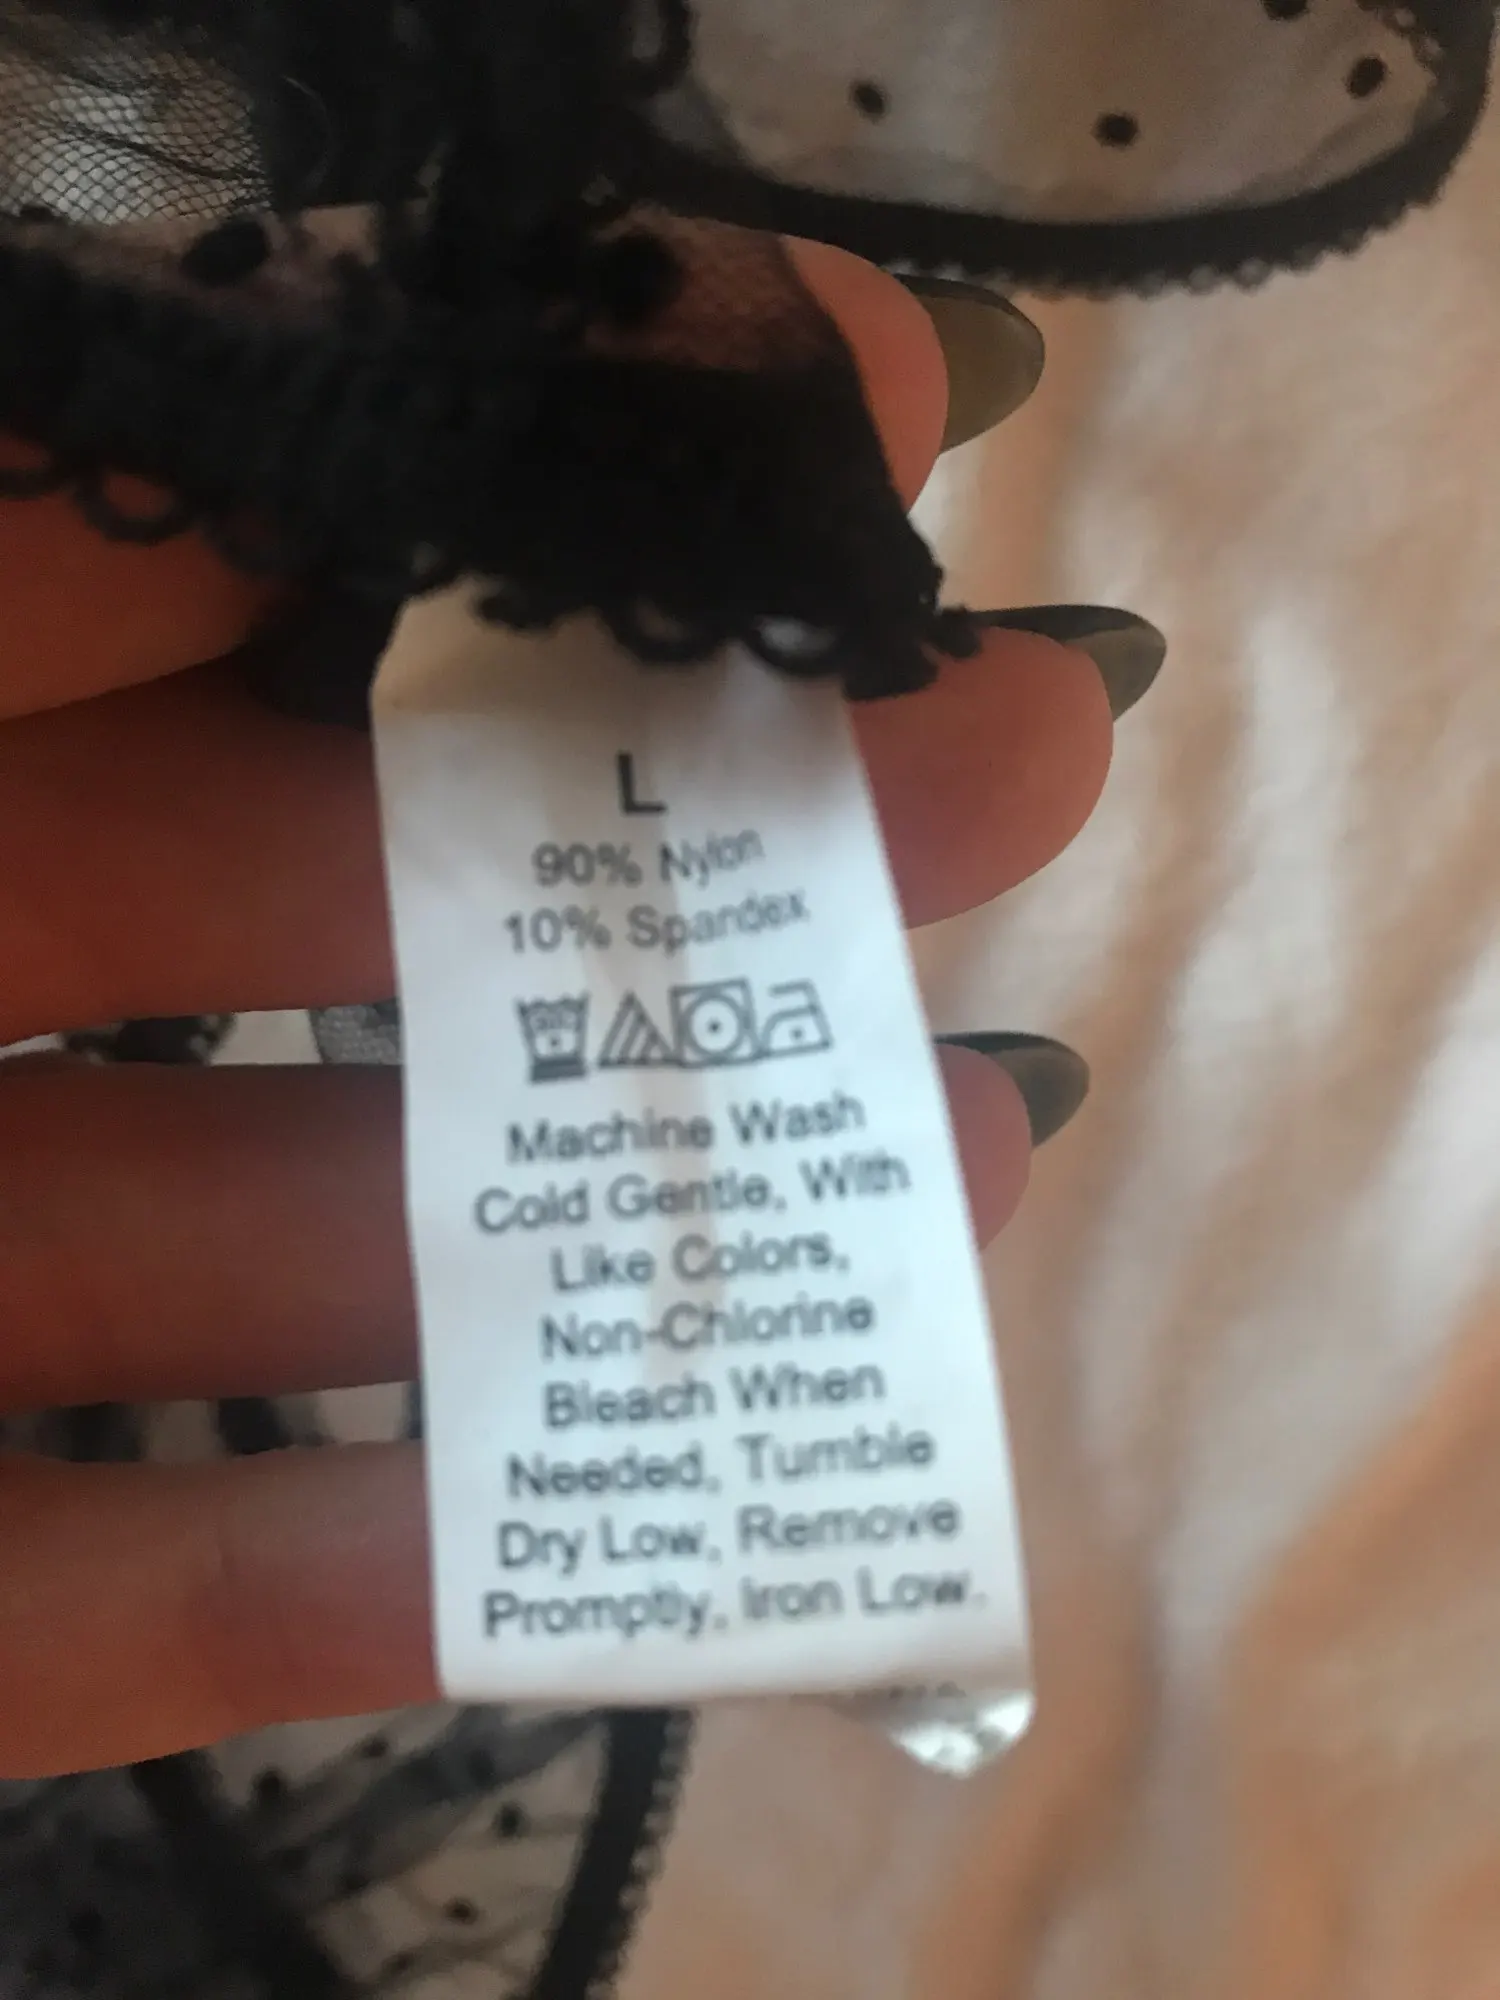 L
90% Nylon
10% Spandex
Machine Wash
Cold Gentle, With
Like Colors,
Non-Chlorine
Bleach When
Needed, Tumble
Dry Low, Remove
Promptly, Iron Low.